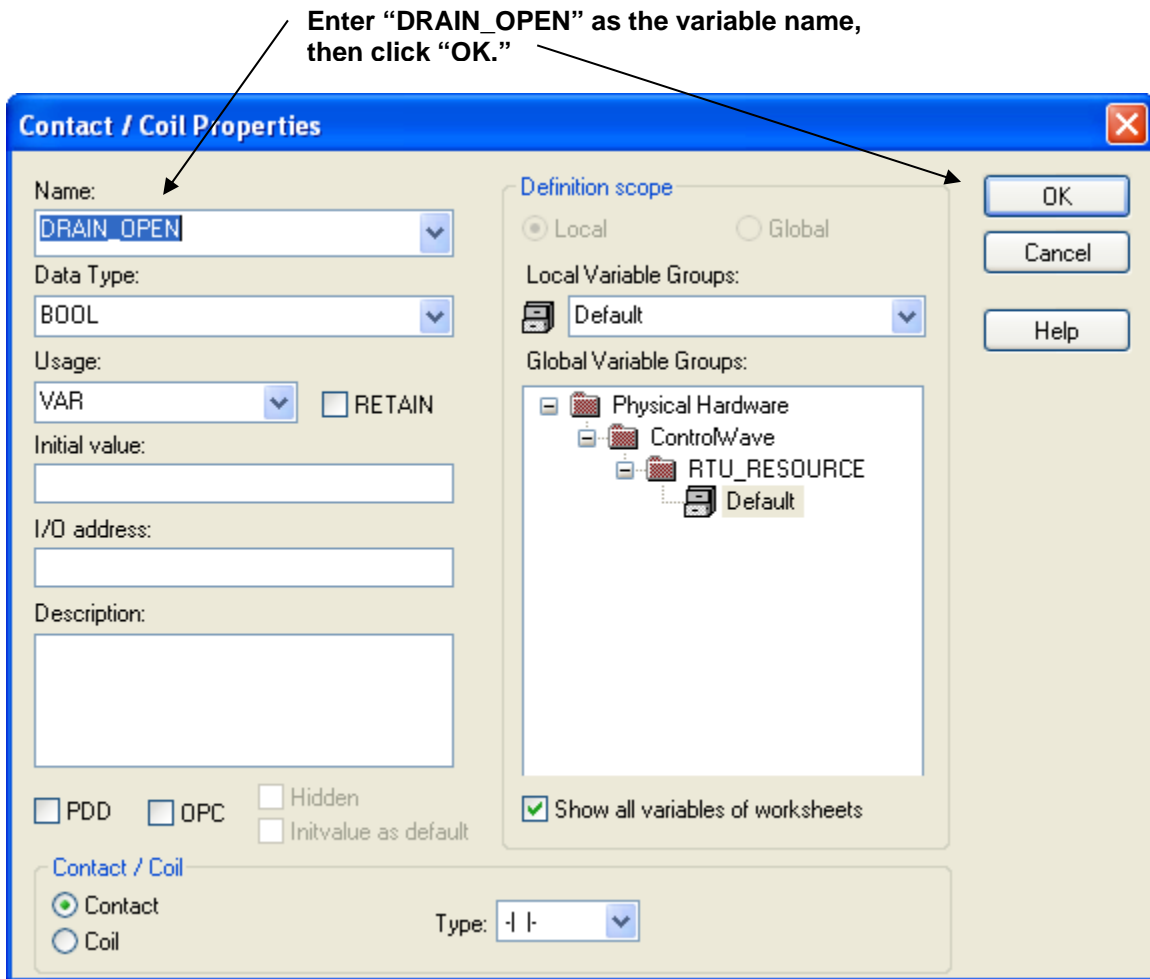 Enter “DRAIN_OPEN” as the variable name,
then click “OK.”
Contact / Coil Properties
Name:
DRAIN_OPEN
Data Type:
BOOL
Usage:
VAR
RETAIN
Initial value:
I/O address:
Description:
PDD
OPC
Hidden
Initvalue as default
Definition scope
Local
Global
Local Variable Groups:
Default
Global Variable Groups:
Physical Hardware
ControlWave
RTU_RESOURCE
Default
Show all variables of worksheets
OK
Cancel
Help
Contact / Coil
Contact
Coil
Type: -| |-